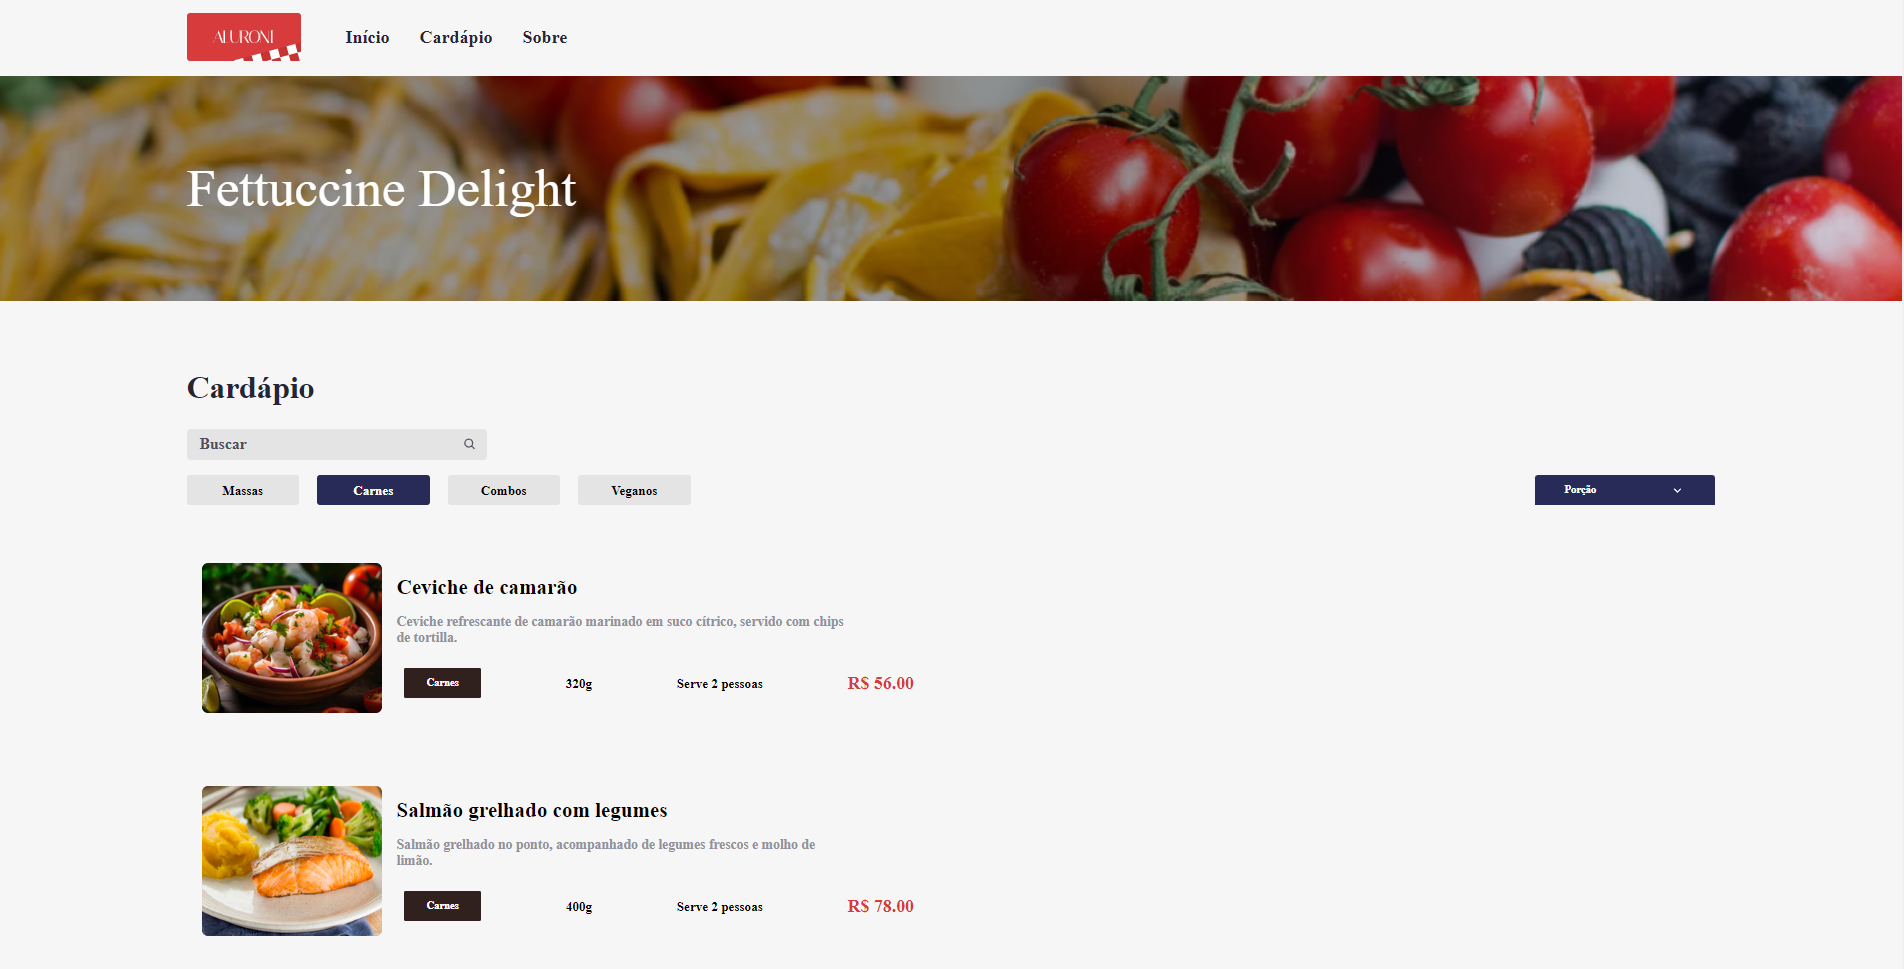 ALURONI
Início Cardápio Sobre
Fettuccine Delight
Cardápio
Buscar
Massas Carnes Combos Veganos Porção
Ceviche de camarão
Ceviche refrescante de camarão marinado em suco cítrico, servido com chips
de tortilla.
Carnes 320g Serve 2 pessoas R$ 56.00
Salmão grelhado com legumes
Salmão grelhado no ponto, acompanhado de legumes frescos e molho de
limão.
Carnes 400g Serve 2 pessoas R$ 78.00